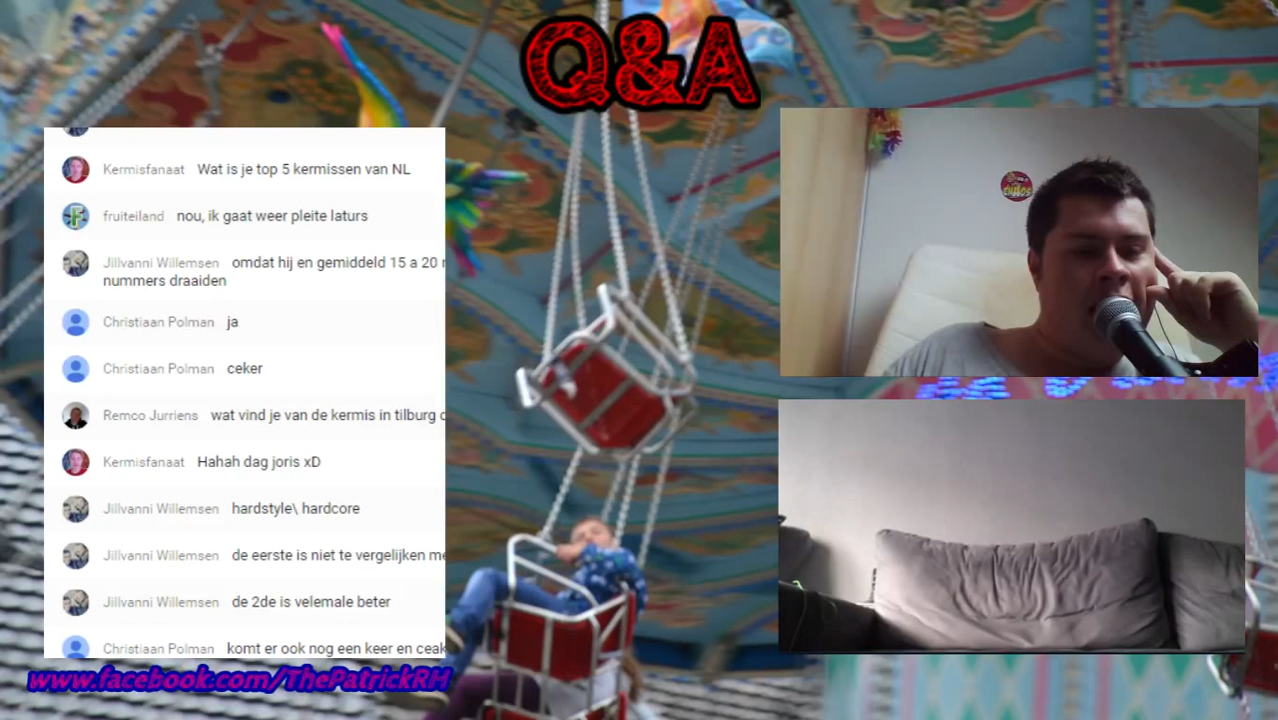 Q&A
Kermisfanaat Wat is je top 5 kermissen van NL
fruiteiland nou, ik gaat weer pleite laturs
Jillvanni Willemsen omdat hij en gemiddeld 15 a 20
nummers draaiden
Christiaan Polman ja
Christiaan Polman ceker
Remco Jurriens wat vind je van de kermis in tilburg
Kermisfanaat Hahah dag joris xD
Jillvanni Willemsen hardstyle\ hardcore
Jillvanni Willemsen de eerste is niet te vergelijken
Jillvanni Willemsen de 2de is velemale beter
Christiaan Polman komt er ook nog een keer en
www.facebook.com/ThePatrickRH